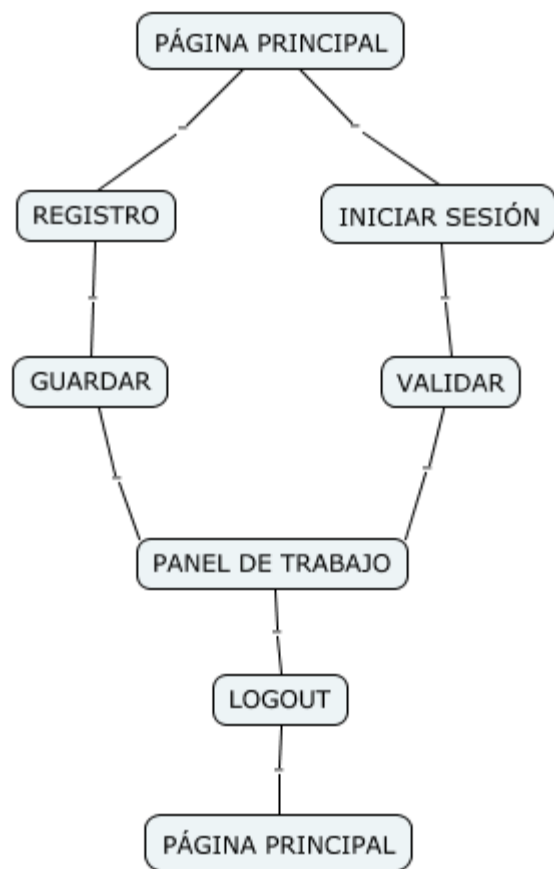 PÁGINA PRINCIPAL
REGISTRO
INICIAR SESIÓN
GUARDAR
VALIDAR
PANEL DE TRABAJO
LOGOUT
PÁGINA PRINCIPAL